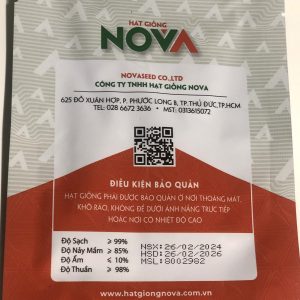 HẠT GIỐNG
NOVA
NOVASEED CO.,LTD
CÔNG TY TNHH HẠT GIỐNG NOVA
625 ĐỖ XUÂN HỢP, P. PHƯỚC LONG B, TP.THỦ ĐỨC,TP.HCM
TEL: 028 6672 3636 • MST: 0313615072
ĐIỀU KIỆN BẢO QUẢN
HẠT GIỐNG PHẢI ĐƯỢC BẢO QUẢN Ở NƠI THOÁNG MÁT,
KHÔ RÁO, KHÔNG ĐỂ DƯỚI ÁNH NẮNG TRỰC TIẾP
HOẶC NƠI CÓ NHIỆT ĐỘ CAO
Độ Sạch ≥ 99%
Độ Nảy Mầm ≥ 85%
Độ Ẩm ≤ 10%
Độ Thuần ≥ 98%
NSX: 26/02/2024
HSD: 26/02/2026
MSL: 8002982
www.hatgiongnova.com.vn